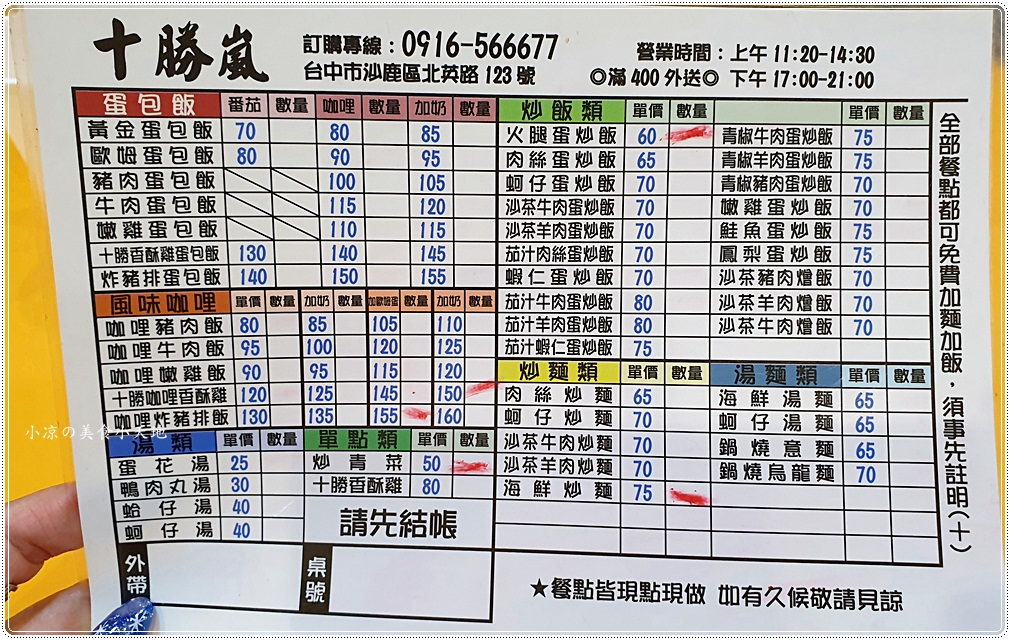 十勝嵐
訂購專線：0916-566677
台中市沙鹿區北英路 123 號
營業時間：上午 11:20-14:30
◎滿 400 外送◎ 下午 17:00-21:00
蛋包飯 番茄 數量 咖哩 數量 加奶 數量
黃金蛋包飯 70 80 85
歐姆蛋包飯 80 90 95
豬肉蛋包飯 100 105
牛肉蛋包飯 115 120
嫩雞蛋包飯 110 115
十勝香酥雞蛋包飯 130 140 145
炸豬排蛋包飯 140 150 155
風味咖哩 單價 數量 加奶 數量 加歐姆蛋 數量 加奶 數量
咖哩豬肉飯 80 85 105 110
咖哩牛肉飯 95 100 120 125
咖哩嫩雞飯 90 95 115 120
十勝咖哩香酥雞 120 125 145 150
咖哩炸豬排飯 130 135 155 160
湯類 單價 數量
蛋花湯 25
鴨肉丸湯 30
蛤仔湯 40
蚵仔湯 40
單點類 單價 數量
炒青菜 50
十勝香酥雞 80
請先結帳
外帶
桌號
炒飯類 單價 數量
火腿蛋炒飯 60
肉絲蛋炒飯 65
蚵仔蛋炒飯 70
沙茶牛肉蛋炒飯 70
沙茶羊肉蛋炒飯 70
茄汁肉絲蛋炒飯 70
蝦仁蛋炒飯 70
茄汁牛肉蛋炒飯 80
茄汁羊肉蛋炒飯 80
茄汁蝦仁蛋炒飯 75
單價 數量
青椒牛肉蛋炒飯 75
青椒羊肉蛋炒飯 75
青椒豬肉蛋炒飯 70
嫩雞蛋炒飯 70
鮭魚蛋炒飯 75
鳳梨蛋炒飯 75
沙茶豬肉燴飯 70
沙茶羊肉燴飯 70
沙茶牛肉燴飯 70
炒麵類 單價 數量
肉絲炒麵 65
蚵仔炒麵 70
沙茶牛肉炒麵 70
沙茶羊肉炒麵 70
海鮮炒麵 75
湯麵類 單價 數量
海鮮湯麵 65
蚵仔湯麵 65
鍋燒意麵 65
鍋燒烏龍麵 70
全部餐點都可免費加麵加飯，須事先註明(十)
★餐點皆現點現做 如有久候敬請見諒
小凉の美食小天地